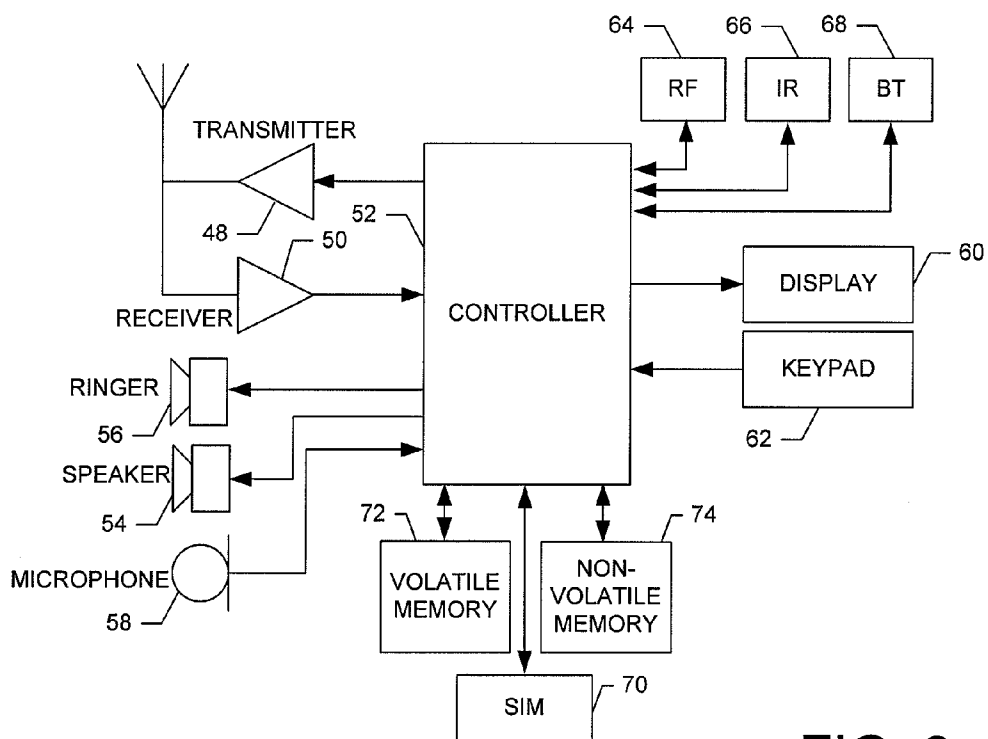 64
66
68
RF
IR
BT
TRANSMITTER
52
48
50
60
DISPLAY
CONTROLLER
RECEIVER
KEYPAD
RINGER
56
62
SPEAKER
54
72
74
MICROPHONE
58
VOLATILE
MEMORY
NON-
VOLATILE
MEMORY
SIM
70